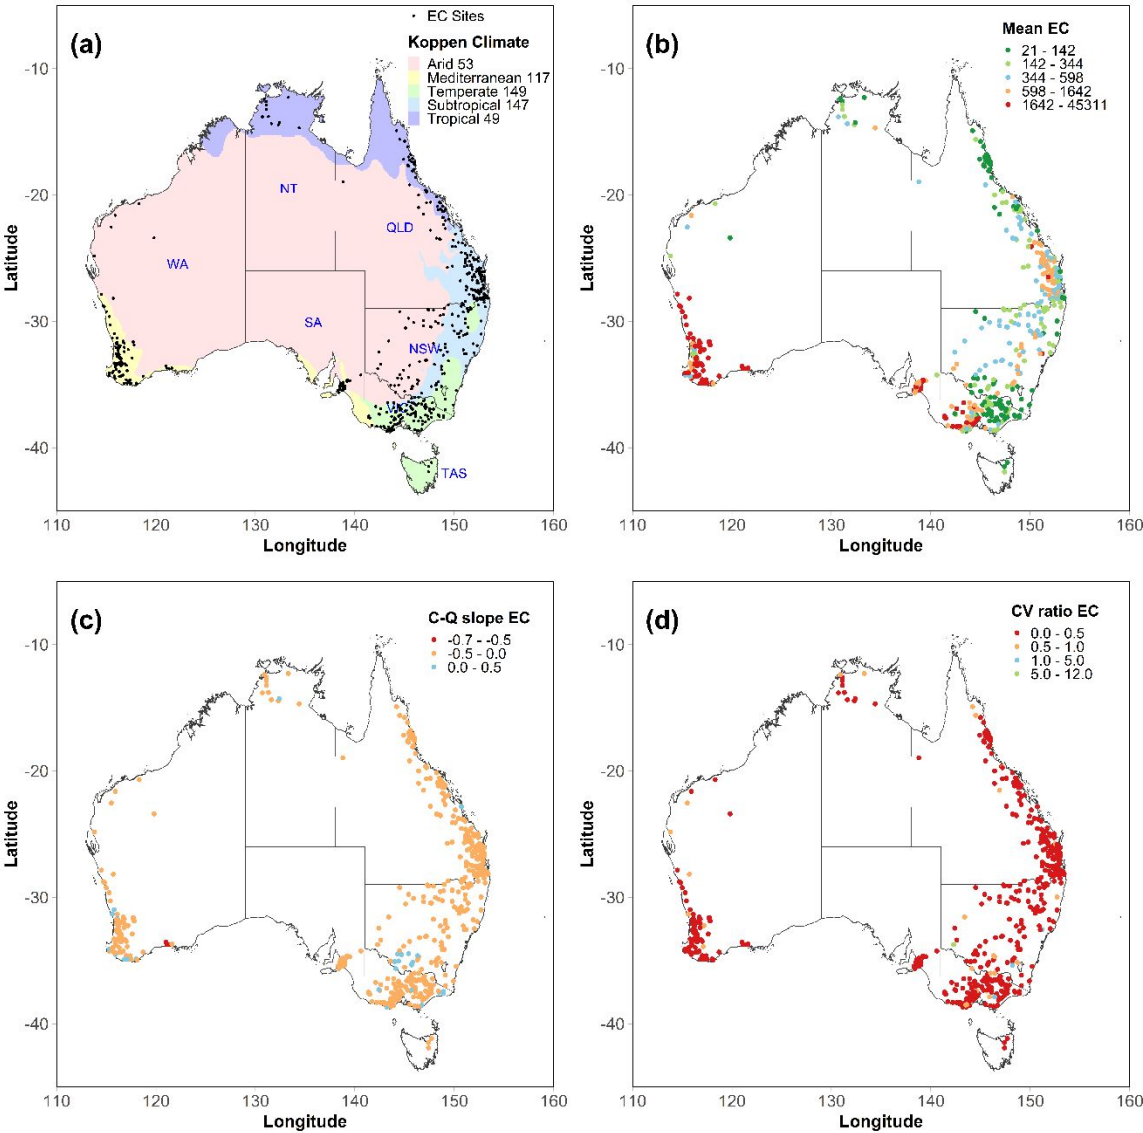 (a)
EC Sites
Koppen Climate
Arid 53
Mediterranean 117
Temperate 149
Subtropical 147
Tropical 49
-10
-20
-30
-40
Latitude
NT
QLD
WA
SA
NSW
TAS
110 120 130 140 150 160
Longitude
(b)
Mean EC
21 - 142
142 - 344
344 - 598
598 - 1642
1642 - 45311
-10
-20
-30
-40
Latitude
110 120 130 140 150 160
Longitude
(c)
C-Q slope EC
-0.7 - -0.5
-0.5 - 0.0
0.0 - 0.5
-10
-20
-30
-40
Latitude
110 120 130 140 150 160
Longitude
(d)
CV ratio EC
0.0 - 0.5
0.5 - 1.0
1.0 - 5.0
5.0 - 12.0
-10
-20
-30
-40
Latitude
110 120 130 140 150 160
Longitude